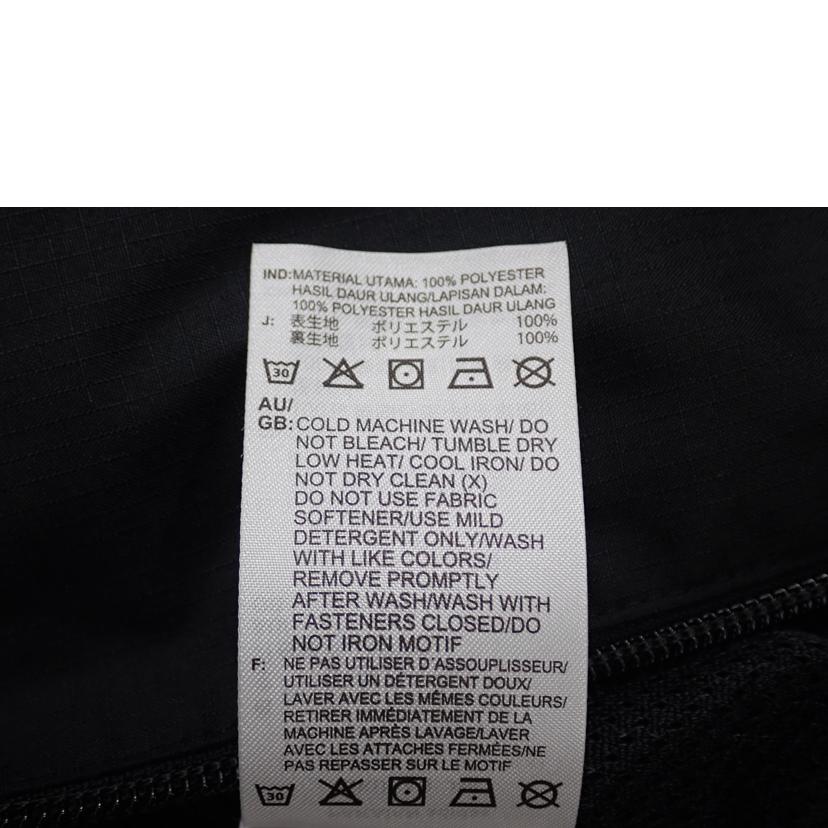 IND:MATERIAL UTAMA: 100% POLYESTER
HASIL DAUR ULANG/LAPISAN DALAM:
100% POLYESTER HASIL DAUR ULANG
J: 表生地 ポリエステル 100%
裏生地 ポリエステル 100%
30
AU/
GB:COLD MACHINE WASH/ DO
NOT BLEACH/ TUMBLE DRY
LOW HEAT/ COOL IRON/ DO
NOT DRY CLEAN (X)
DO NOT USE FABRIC
SOFTENER/USE MILD
DETERGENT ONLY/WASH
WITH LIKE COLORS/
REMOVE PROMPTLY
AFTER WASH/WASH WITH
FASTENERS CLOSED/DO
NOT IRON MOTIF
F: NE PAS UTILISER D'ASSOUPLISSEUR/
UTILISER UN DÉTERGENT DOUX/
LAVER AVEC LES MÊMES COULEURS/
RETIRER IMMÉDIATEMENT DE LA
MACHINE APRÈS LAVAGE/LAVER
AVEC LES ATTACHES FERMÉES/NE
PAS REPASSER SUR LE MOTIF
30